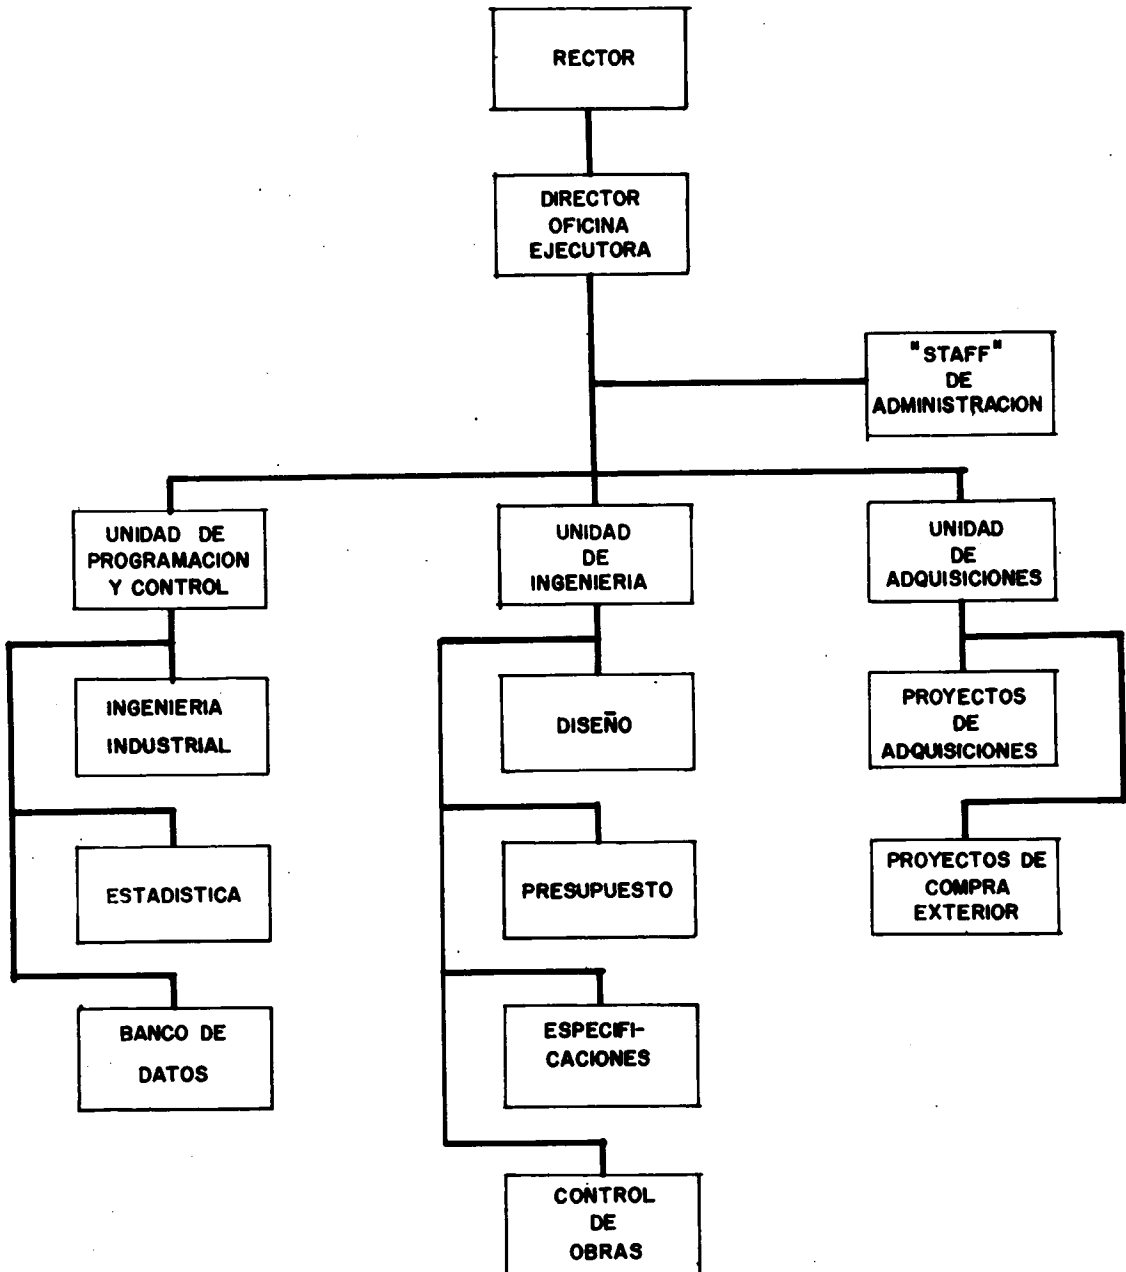 RECTOR
DIRECTOR
OFICINA
EJECUTORA
"STAFF"
DE
ADMINISTRACION
UNIDAD DE
PROGRAMACION
Y CONTROL
UNIDAD
DE
INGENIERIA
UNIDAD
DE
ADQUISICIONES
INGENIERIA
INDUSTRIAL
DISEÑO
PROYECTOS
DE
ADQUISICIONES
ESTADISTICA
PRESUPUESTO
PROYECTOS DE
COMPRA
EXTERIOR
BANCO DE
DATOS
ESPECIFI-
CACIONES
CONTROL
DE
OBRAS